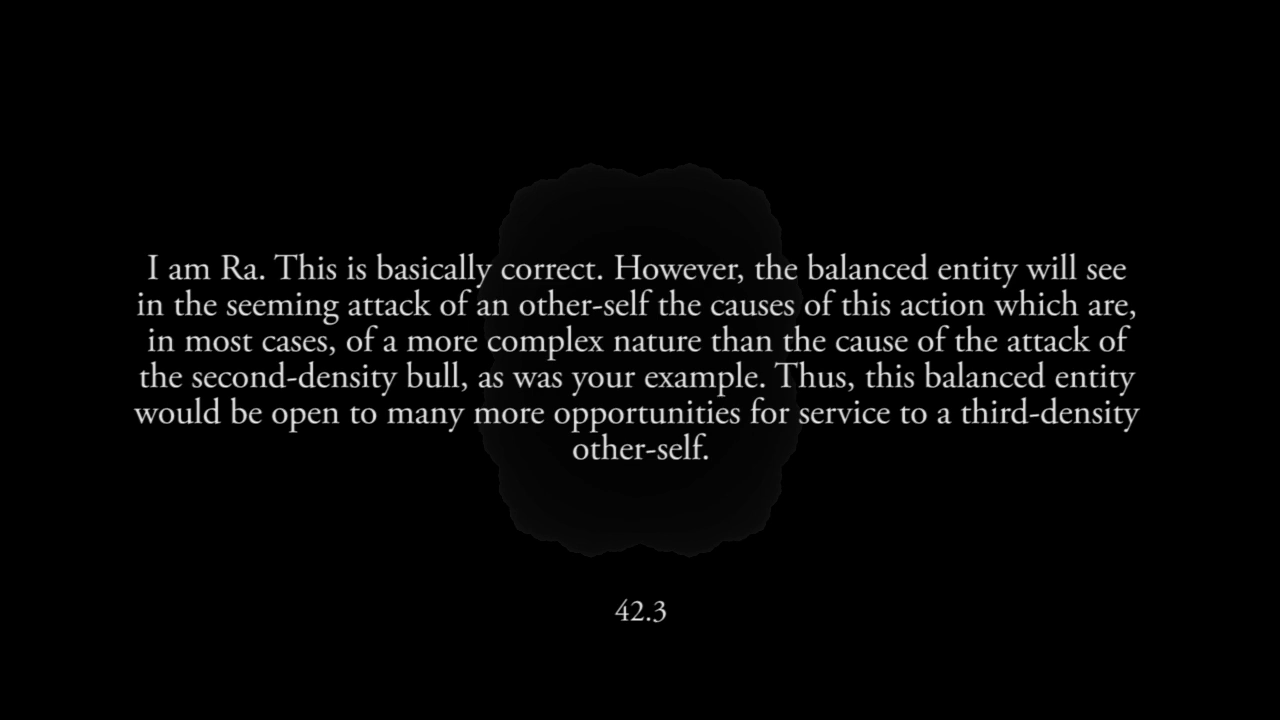 I am Ra. This is basically correct. However, the balanced entity will see
in the seeming attack of an other-self the causes of this action which are,
in most cases, of a more complex nature than the cause of the attack of
the second-density bull, as was your example. Thus, this balanced entity
would be open to many more opportunities for service to a third-density
other-self.
42.3